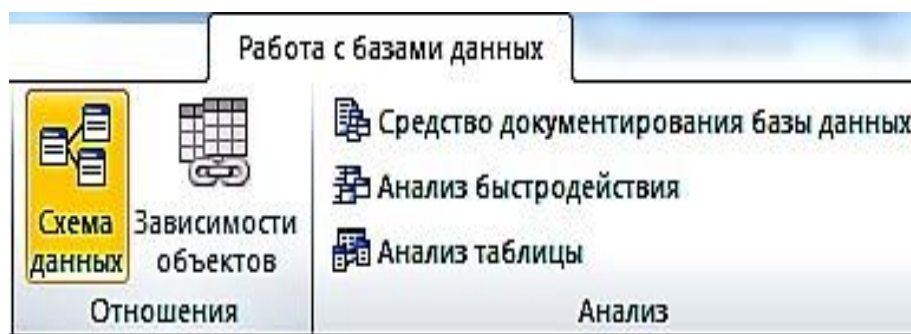 Работа с базами данных
Схема данных
Зависимости объектов
Средство документирования базы данных
Анализ быстродействия
Анализ таблицы
Отношения
Анализ